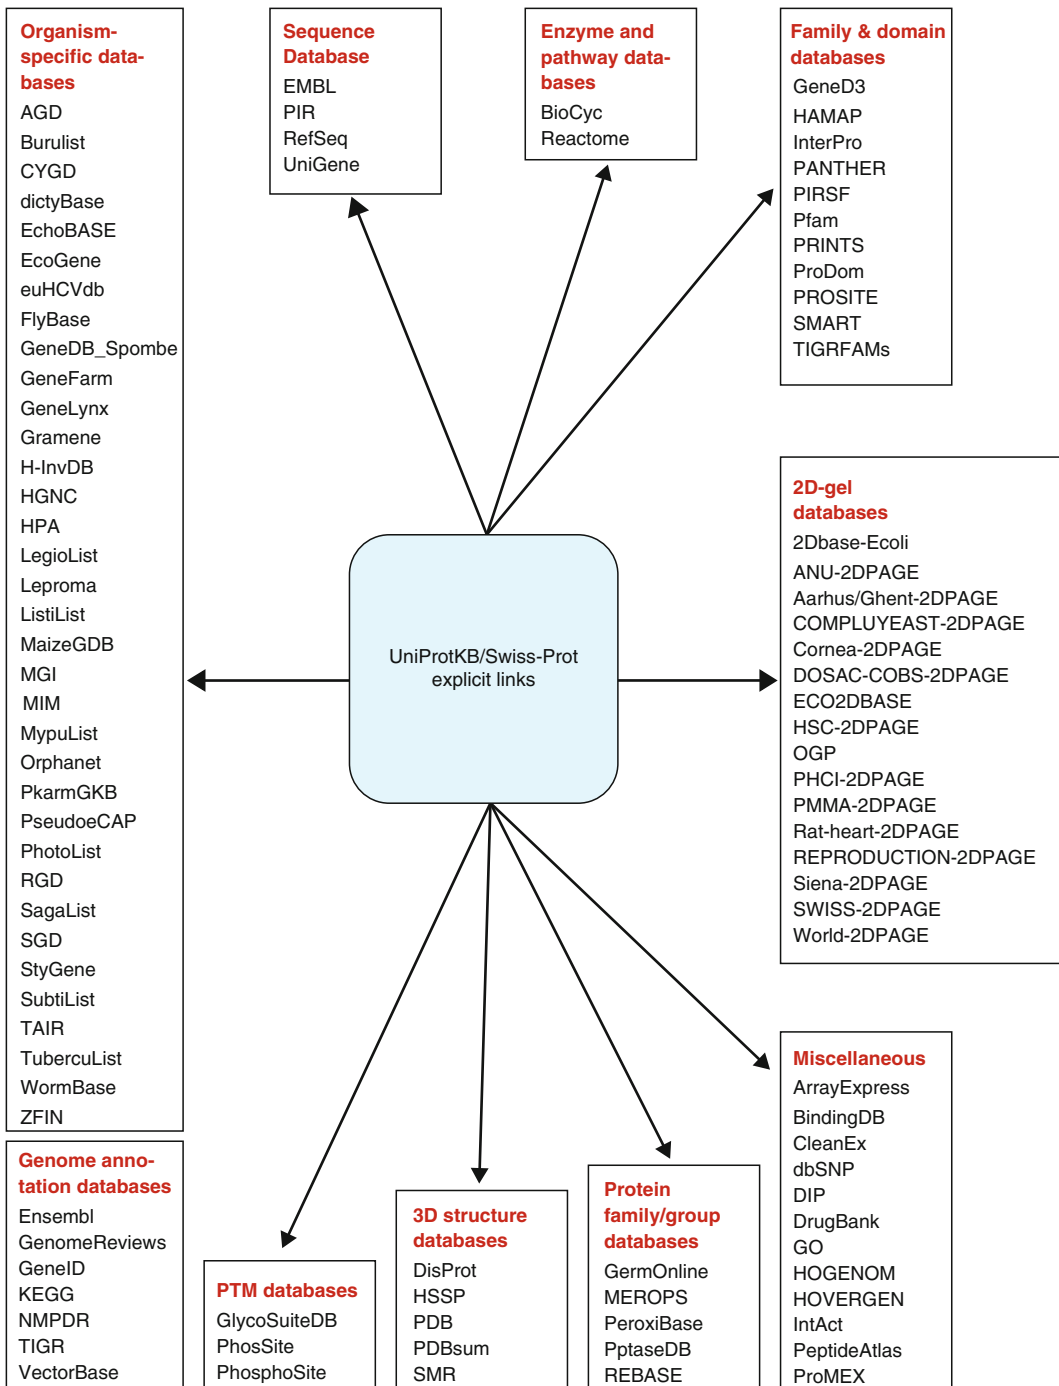 Organism-
specific data-
bases
AGD
Burulist
CYGD
dictyBase
EchoBASE
EcoGene
euHCVdb
FlyBase
GeneDB_Spombe
GeneFarm
GeneLynx
Gramene
H-InvDB
HGNC
HPA
LegioList
Leproma
ListiList
MaizeGDB
MGI
MIM
MypuList
Orphanet
PkarmGKB
PseudoeCAP
PhotoList
RGD
SagaList
SGD
StyGene
SubtiList
TAIR
TubercuList
WormBase
ZFIN
Genome anno-
tation databases
Ensembl
GenomeReviews
GeneID
KEGG
NMPDR
TIGR
VectorBase
Sequence
Database
EMBL
PIR
RefSeq
UniGene
Enzyme and
pathway data-
bases
BioCyc
Reactome
Family & domain
databases
GeneD3
HAMAP
InterPro
PANTHER
PIRSF
Pfam
PRINTS
ProDom
PROSITE
SMART
TIGRFAMs
UniProtKB/Swiss-Prot
explicit links
2D-gel
databases
2Dbase-Ecoli
ANU-2DPAGE
Aarhus/Ghent-2DPAGE
COMPLUYEAST-2DPAGE
Cornea-2DPAGE
DOSAC-COBS-2DPAGE
ECO2DBASE
HSC-2DPAGE
OGP
PHCI-2DPAGE
PMMA-2DPAGE
Rat-heart-2DPAGE
REPRODUCTION-2DPAGE
Siena-2DPAGE
SWISS-2DPAGE
World-2DPAGE
PTM databases
GlycoSuiteDB
PhosSite
PhosphoSite
3D structure
databases
DisProt
HSSP
PDB
PDBsum
SMR
Protein
family/group
databases
GermOnline
MEROPS
PeroxiBase
PptaseDB
REBASE
Miscellaneous
ArrayExpress
BindingDB
CleanEx
dbSNP
DIP
DrugBank
GO
HOGENOM
HOVERGEN
IntAct
PeptideAtlas
ProMEX